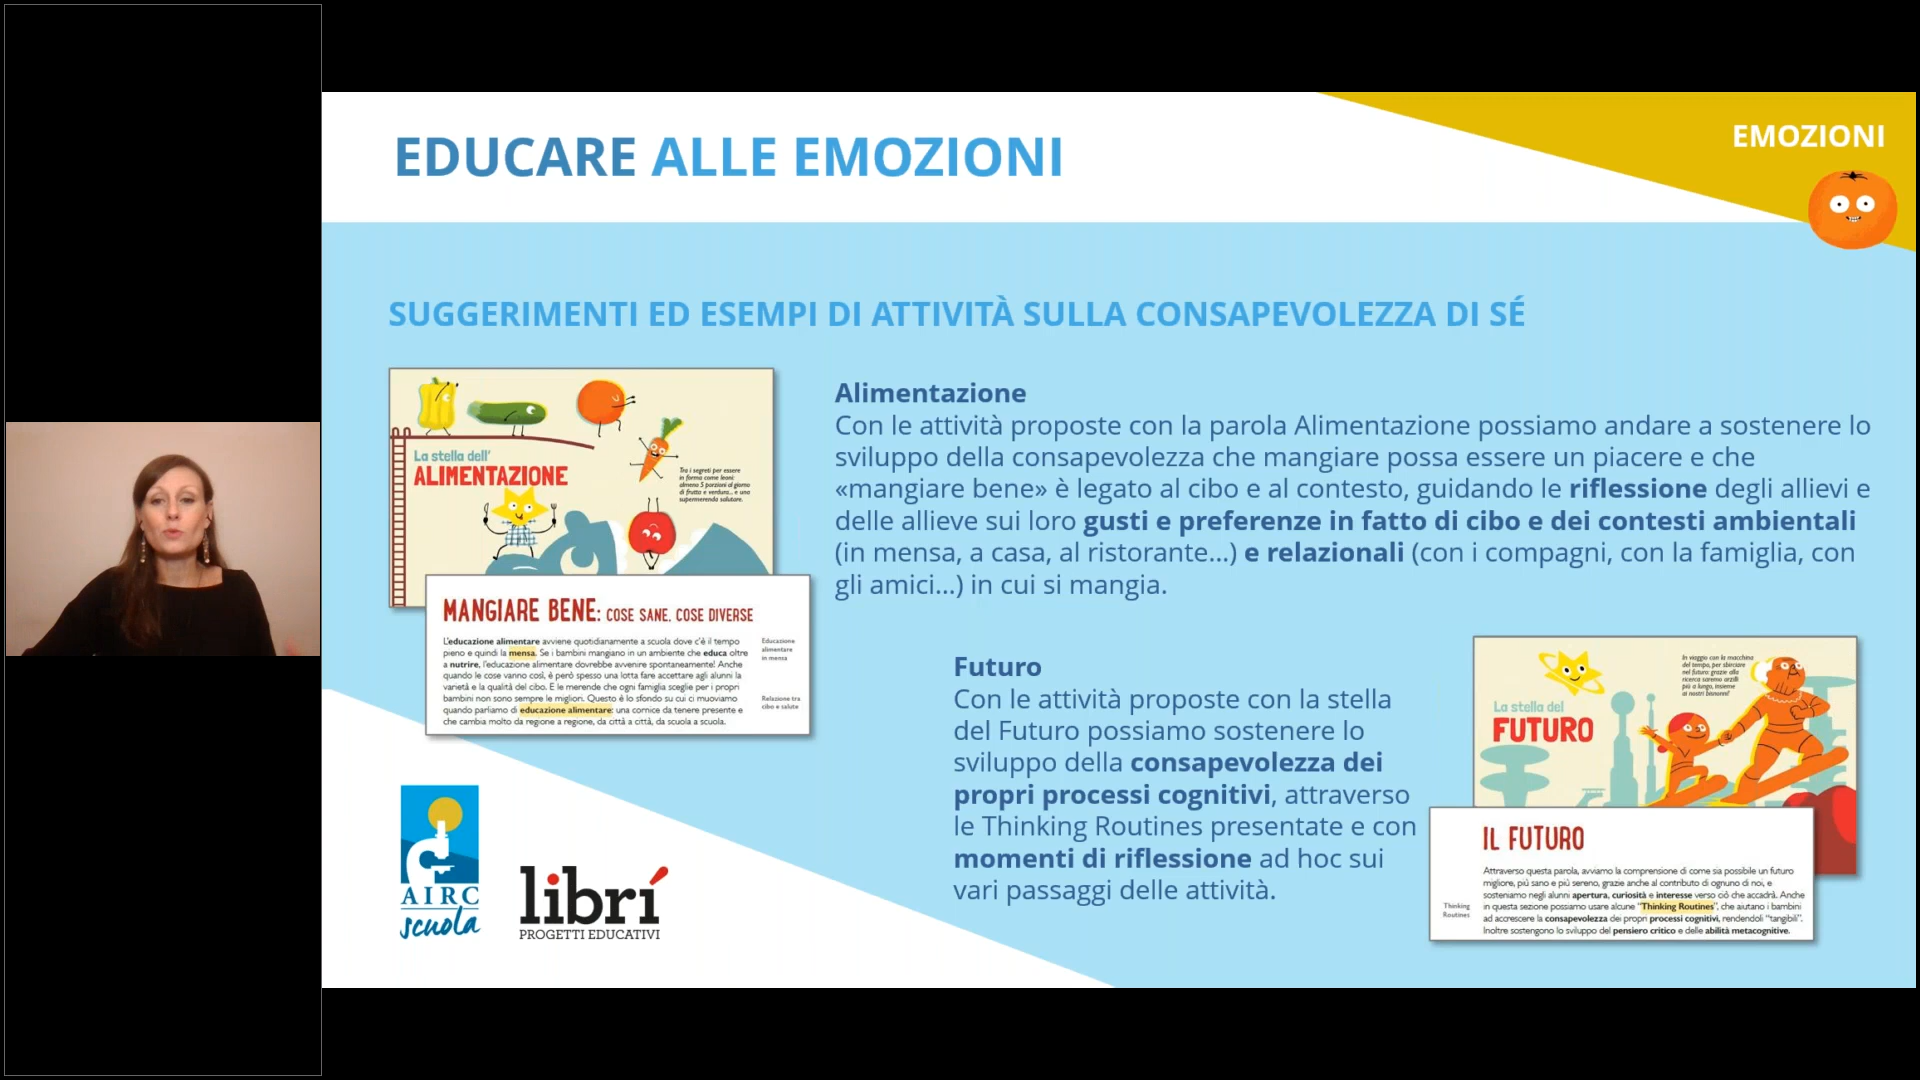 EDUCARE ALLE EMOZIONI
EMOZIONI
SUGGERIMENTI ED ESEMPI DI ATTIVITÀ SULLA CONSAPEVOLEZZA DI SÉ
La stella dell'
ALIMENTAZIONE
Tra i segreti per essere
in forma come leoni:
almeno 5 porzioni al giorno
di frutta e verdura... e una
supermerenda salutare.
MANGIARE BENE: COSE SANE, COSE DIVERSE
L'educazione alimentare avviene quotidianamente a scuola dove c'è il tempo
pieno e quindi la mensa. Se i bambini mangiano in un ambiente che educa oltre
a nutrire, l'educazione alimentare dovrebbe avvenire spontaneamente! Anche
quando le cose vanno così, è però spesso una lotta fare accettare agli alunni la
varietà e la qualità del cibo. E le merende che ogni famiglia sceglie per i propri
bambini non sono sempre le migliori. Questo è lo sfondo su cui ci muoviamo
quando parliamo di educazione alimentare: una cornice da tenere presente e
che cambia molto da regione a regione, da città a città, da scuola a scuola.
Educazione
alimentare
in mensa
Relazione tra
cibo e salute
Alimentazione
Con le attività proposte con la parola Alimentazione possiamo andare a sostenere lo
sviluppo della consapevolezza che mangiare possa essere un piacere e che
«mangiare bene» è legato al cibo e al contesto, guidando le riflessione degli allievi e
delle allieve sui loro gusti e preferenze in fatto di cibo e dei contesti ambientali
(in mensa, a casa, al ristorante...) e relazionali (con i compagni, con la famiglia, con
gli amici...) in cui si mangia.
Futuro
Con le attività proposte con la stella
del Futuro possiamo sostenere lo
sviluppo della consapevolezza dei
propri processi cognitivi, attraverso
le Thinking Routines presentate e con
momenti di riflessione ad hoc sui
vari passaggi delle attività.
In viaggio con la macchina
del tempo, per sbirciare
nel futuro: grazie alla
ricerca saremo arzilli
più a lungo, insieme
ai nostri bisnonni!
La stella del
FUTURO
IL FUTURO
Attraverso questa parola, avviamo la comprensione di come sia possibile un futuro
migliore, più sano e più sereno, grazie anche al contributo di ognuno di noi, e
sosteniamo negli alunni apertura, curiosità e interesse verso ciò che accadrà. Anche
in questa sezione possiamo usare alcune "Thinking Routines", che aiutano i bambini
ad accrescere la consapevolezza dei propri processi cognitivi, rendendoli "tangibili".
Inoltre sostengono lo sviluppo del pensiero critico e delle abilità metacognitive.
Thinking
Routines
AIRC
scuola
librí
PROGETTI EDUCATIVI